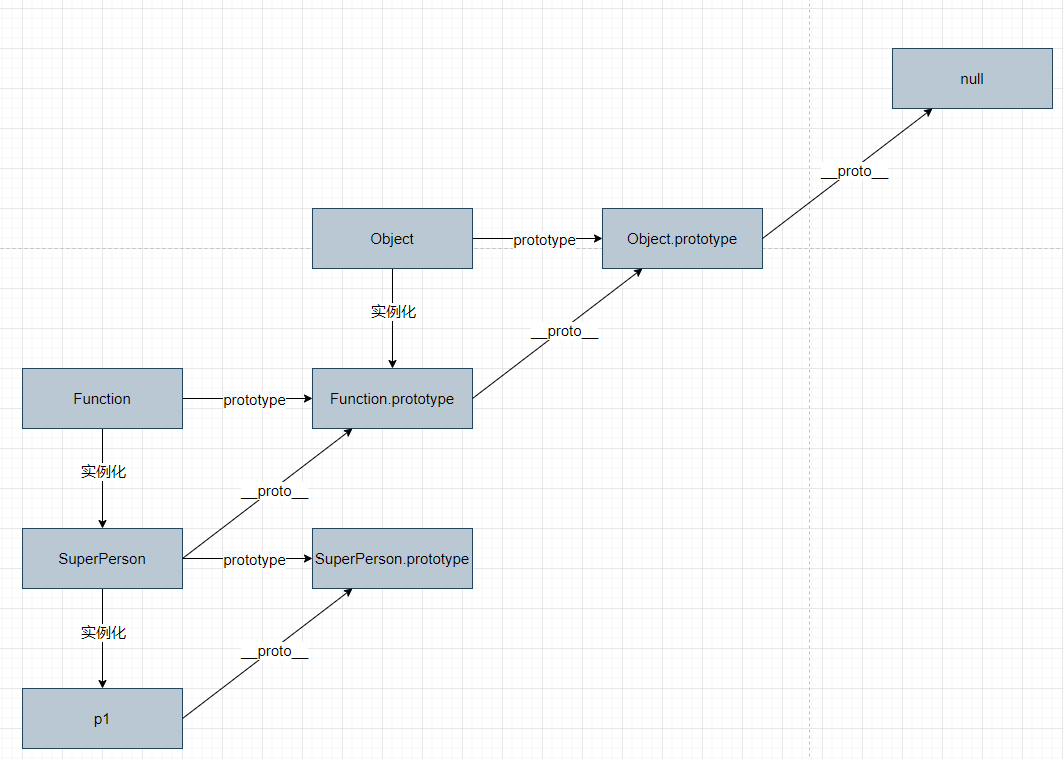 null
__proto__
Object
prototype
Object.prototype
实例化
__proto__
Function
prototype
Function.prototype
实例化
__proto__
SuperPerson
prototype
SuperPerson.prototype
实例化
__proto__
p1